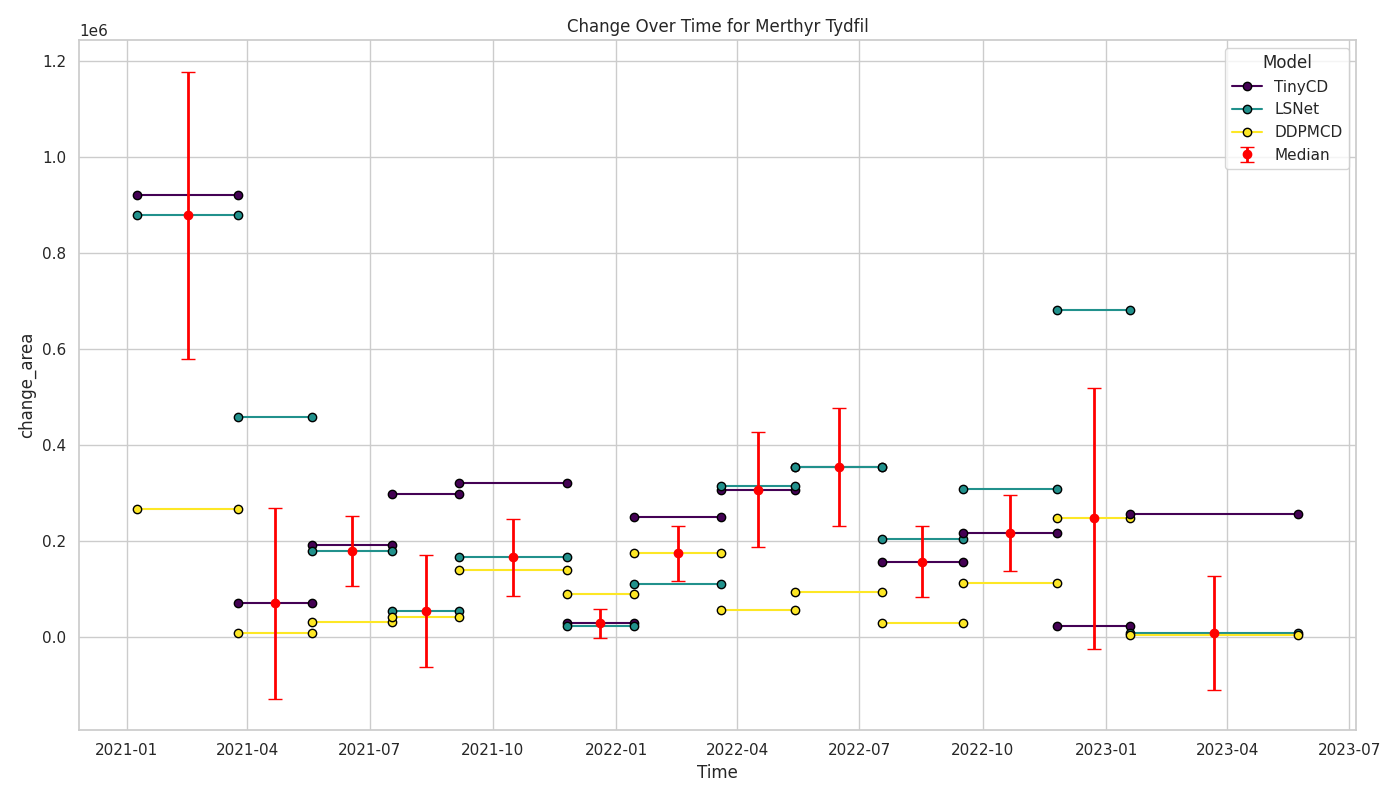 Change Over Time for Merthyr Tydfil
1e6
Model
TinyCD
LSNet
DDPMCD
Median
1.2
1.0
0.8
0.6
0.4
0.2
0.0
change_area
2021-01 2021-04 2021-07 2021-10 2022-01 2022-04 2022-07 2022-10 2023-01 2023-04 2023-07
Time